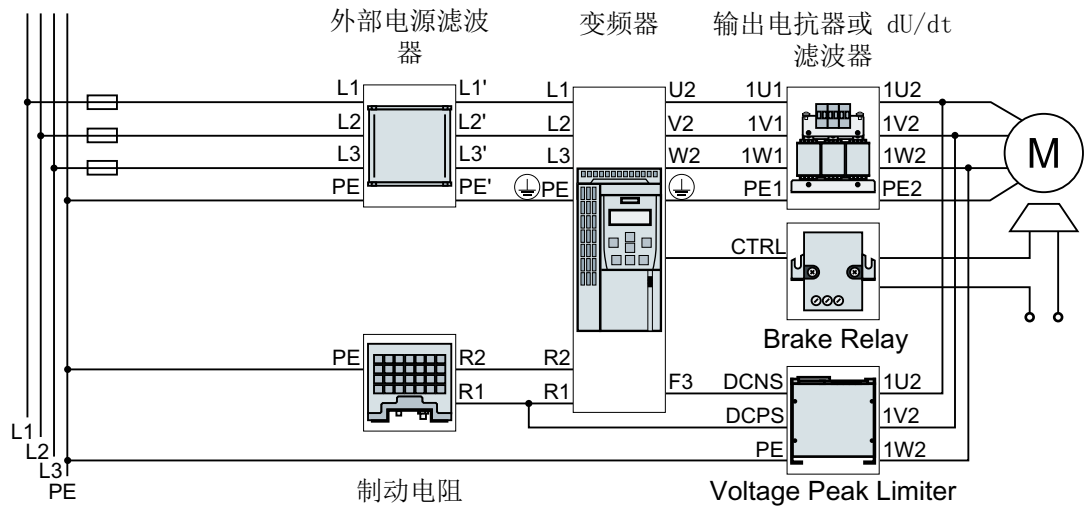 外部电源滤波
器
变频器
输出电抗器或 dU/dt
滤波器
L1 L1' L1 U2 1U1 1U2
L2 L2' L2 V2 1V1 1V2
L3 L3' L3 W2 1W1 1W2
PE PE' PE PE1 PE2
M
CTRL
Brake Relay
PE R2 R2
R1 R1
F3 DCNS 1U2
DCPS 1V2
PE 1W2
L1
L2
L3
PE
制动电阻
Voltage Peak Limiter